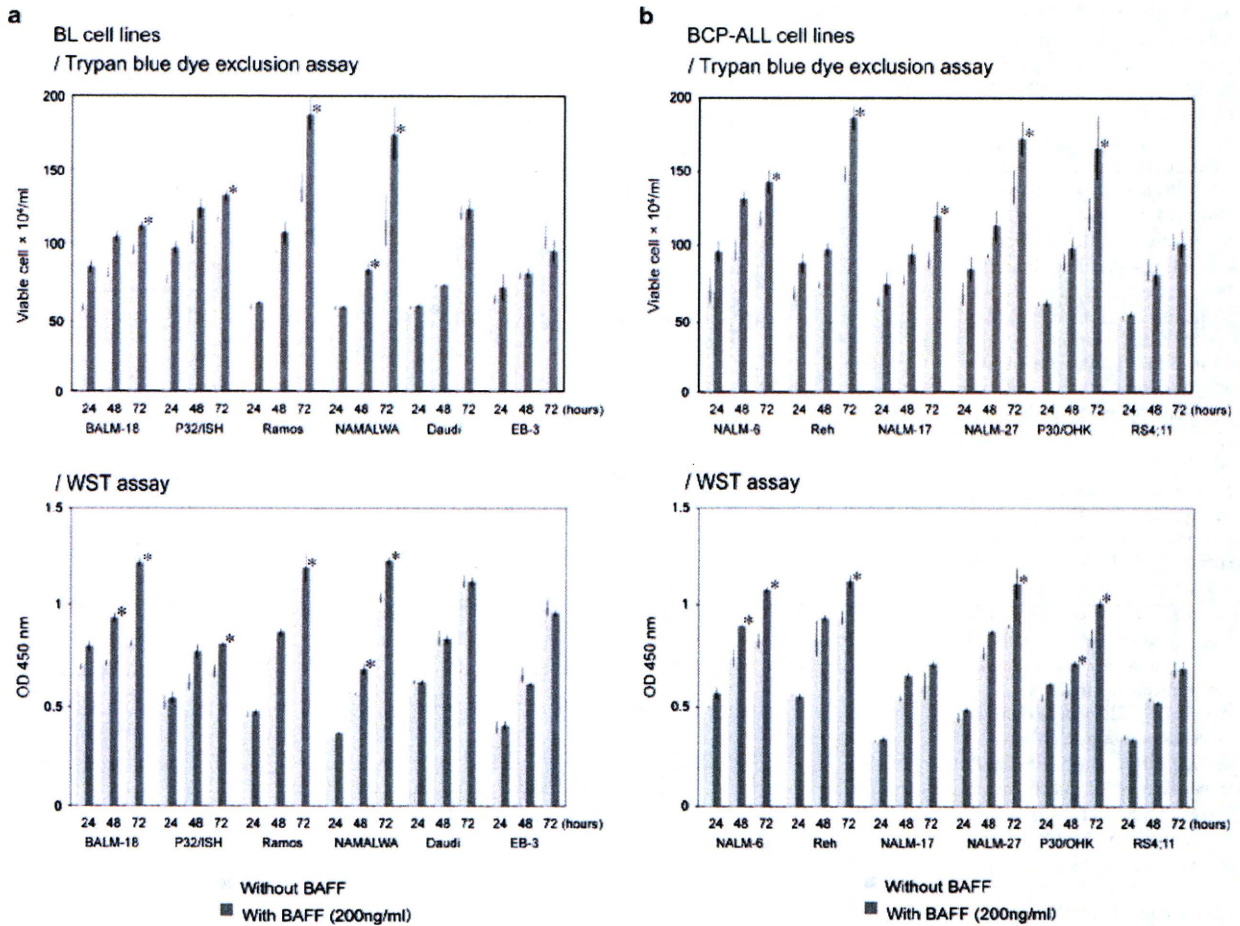 a
BL cell lines
/ Trypan blue dye exclusion assay
200
150
100
50
0
Viable cell × 10⁴/ml
* * * * *
24 48 72 24 48 72 24 48 72 24 48 72 24 48 72 24 48 72 (hours)
BALM-18 P32/ISH Ramos NAMALWA Daudi EB-3
/ WST assay
1.5
1
0.5
0
OD 450 nm
* * * * * *
24 48 72 24 48 72 24 48 72 24 48 72 24 48 72 24 48 72 (hours)
BALM-18 P32/ISH Ramos NAMALWA Daudi EB-3
Without BAFF
With BAFF (200ng/ml)
b
BCP-ALL cell lines
/ Trypan blue dye exclusion assay
200
150
100
50
0
Viable cell × 10⁴/ml
* * * * *
24 48 72 24 48 72 24 48 72 24 48 72 24 48 72 24 48 72 (hours)
NALM-6 Reh NALM-17 NALM-27 P30/OHK RS4;11
/ WST assay
1.5
1
0.5
0
OD 450 nm
* * * * * *
24 48 72 24 48 72 24 48 72 24 48 72 24 48 72 24 48 72 (hours)
NALM-6 Reh NALM-17 NALM-27 P30/OHK RS4;11
Without BAFF
With BAFF (200ng/ml)